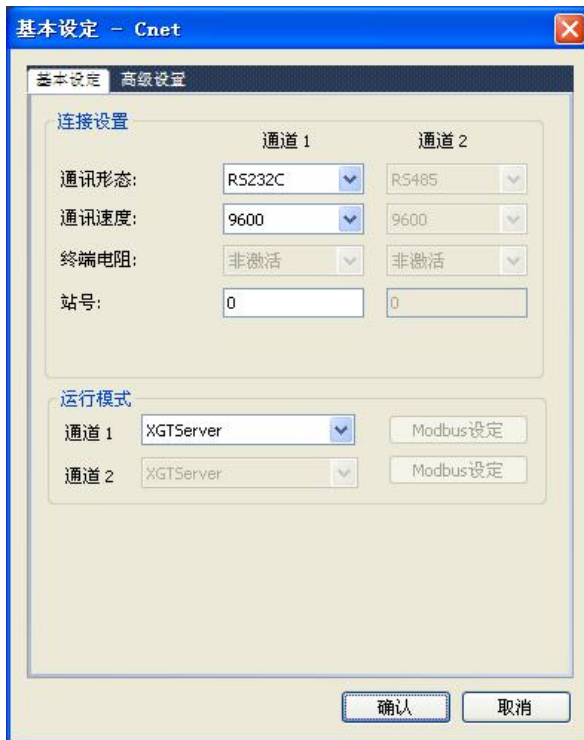 基本设定 - Cnet
基本设定 高级设置
连接设置
通道 1 通道 2
通讯形态: RS232C RS485
通讯速度: 9600 9600
终端电阻: 非激活 非激活
站号: 0 0
运行模式
通道 1 XGTServer Modbus设定
通道 2 XGTServer Modbus设定
确认 取消